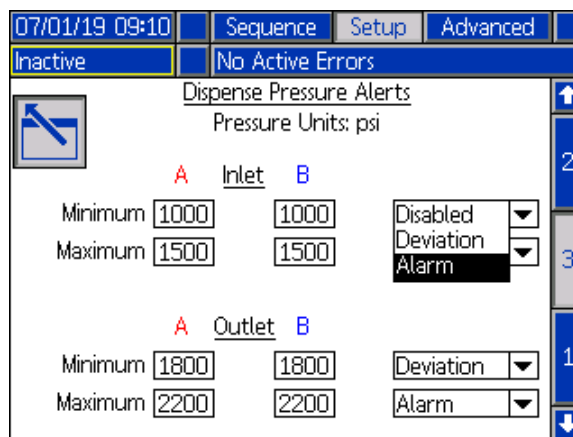 07/01/19 09:10 Sequence Setup Advanced
Inactive No Active Errors
Dispense Pressure Alerts
Pressure Units: psi
2
A Inlet B
Minimum 1000 1000 Disabled
Deviation
Maximum 1500 1500
Alarm
3
A Outlet B
Minimum 1800 1800 Deviation
1
Maximum 2200 2200 Alarm